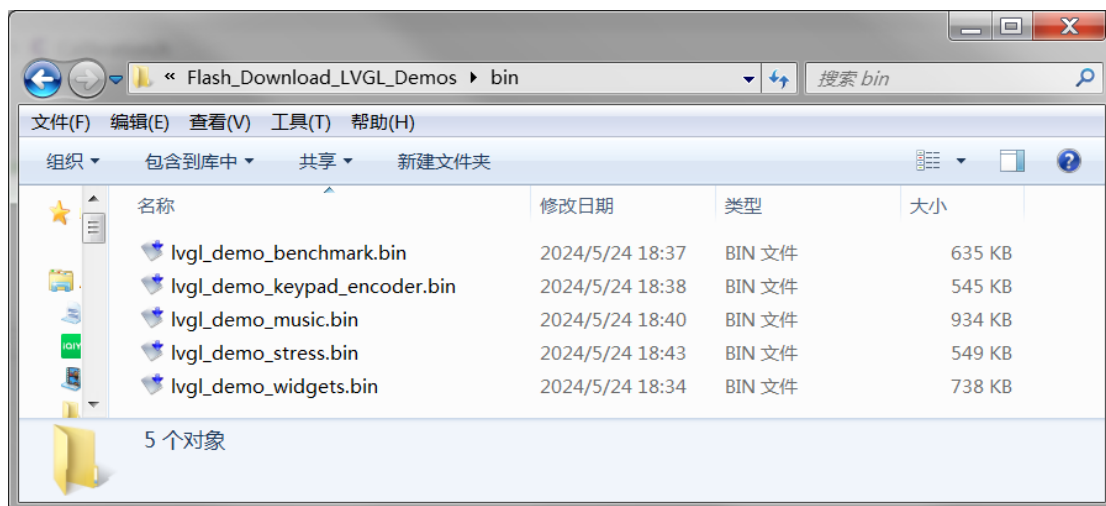 « Flash_Download_LVGL_Demos bin 搜索 bin
文件(F) 编辑(E) 查看(V) 工具(T) 帮助(H)
组织 包含到库中 共享 新建文件夹
名称 修改日期 类型 大小
lvgl_demo_benchmark.bin 2024/5/24 18:37 BIN 文件 635 KB
lvgl_demo_keypad_encoder.bin 2024/5/24 18:38 BIN 文件 545 KB
lvgl_demo_music.bin 2024/5/24 18:40 BIN 文件 934 KB
lvgl_demo_stress.bin 2024/5/24 18:43 BIN 文件 549 KB
lvgl_demo_widgets.bin 2024/5/24 18:34 BIN 文件 738 KB
5 个对象